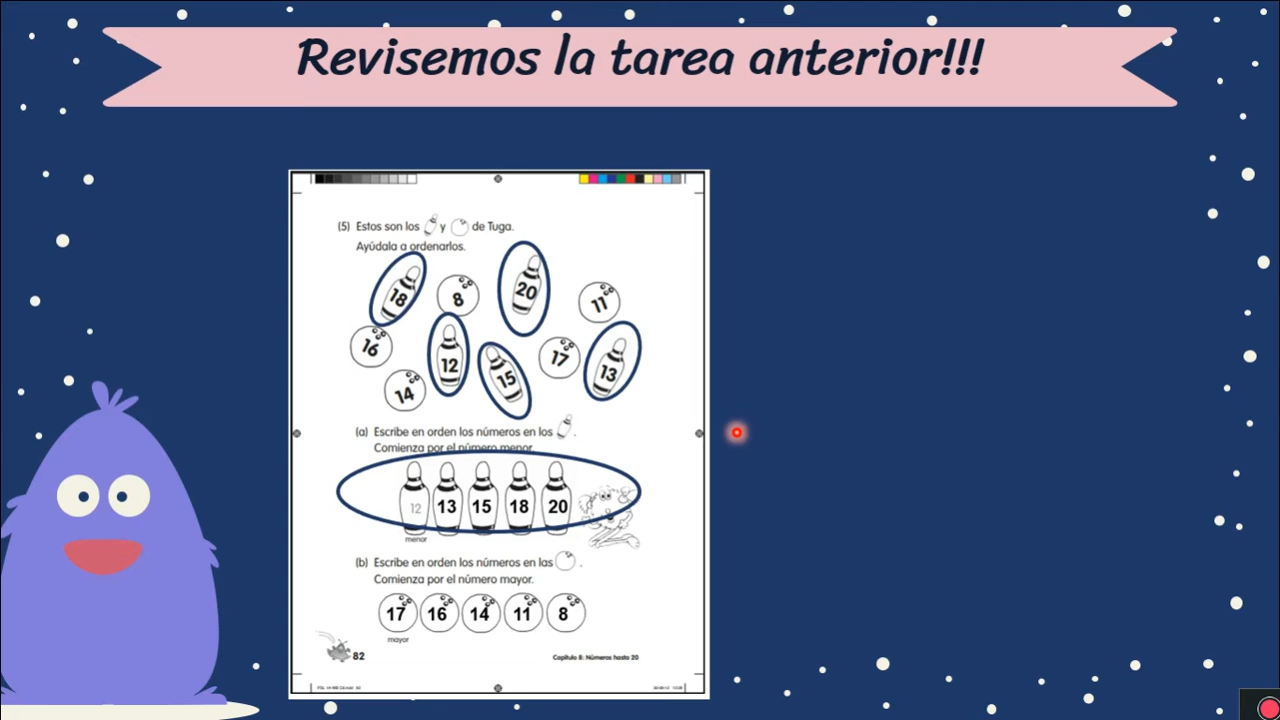 Revisemos la tarea anterior!!!
(5) Estos son los y de Tuga.
Ayúdala a ordenarlos.
18
8
20
11
16
12
15
17
13
14
(a) Escribe en orden los números en los .
Comienza por el número menor.
12 13 15 18 20
menor
(b) Escribe en orden los números en las .
Comienza por el número mayor.
17 16 14 11 8
mayor
82
Capítulo 8: Números hasta 20